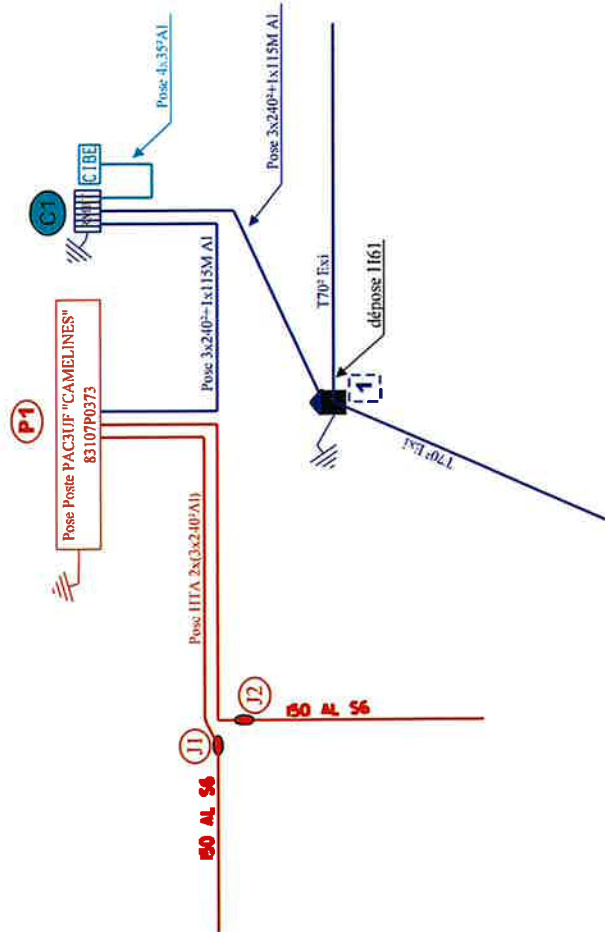 P1
Pose Poste PAC3UF "CAMELINES"
83107P0373
C1
CIBE
Pose 4x35²Al
Pose 3x240²+1x115M Al
Pose 3x240²+1x115M Al
Pose HTA 2x(3x240²Al)
T70² Exi
dépose H61
1
T70² Exi
J1
J2
150 AL S6
150 AL S6